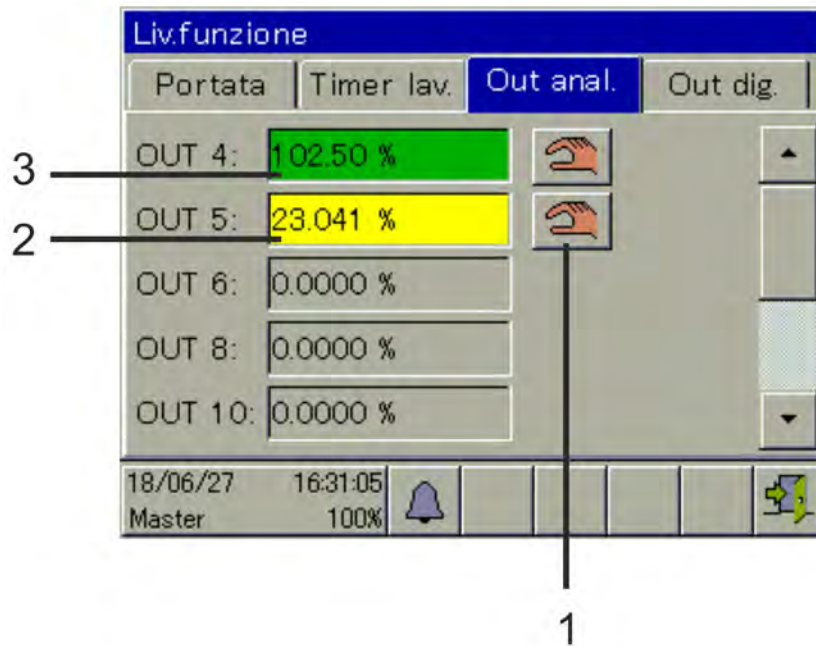 Liv.funzione
Portata Timer lav. Out anal. Out dig.
3 OUT 4: 102.50 %
2 OUT 5: 23.041 %
OUT 6: 0.0000 %
OUT 8: 0.0000 %
OUT 10: 0.0000 %
18/06/27 16:31:05
Master 100%
1